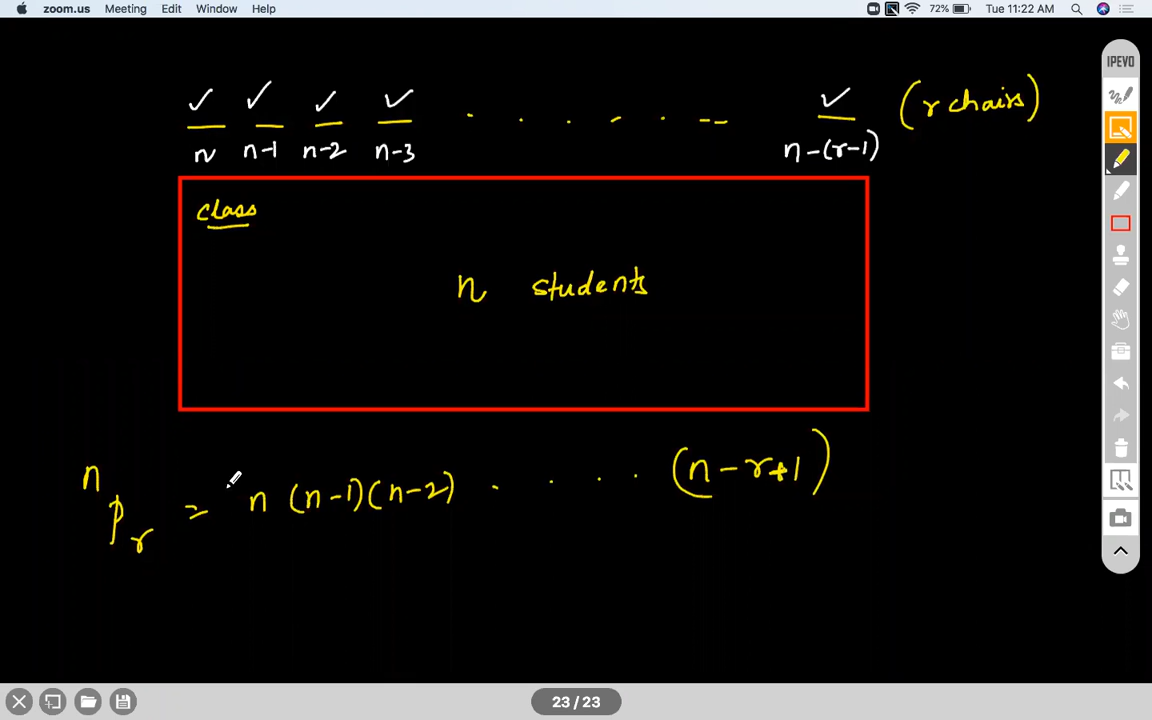 zoom.us Meeting Edit Window Help 72% Tue 11:22 AM
IPEVO
✓ ✓ ✓ ✓ . . . - . -- ✓ (r chairs)
n n-1 n-2 n-3 n-(r-1)
class
n students
nPr = n (n-1)(n-2) . . . . (n-r+1)
23 / 23